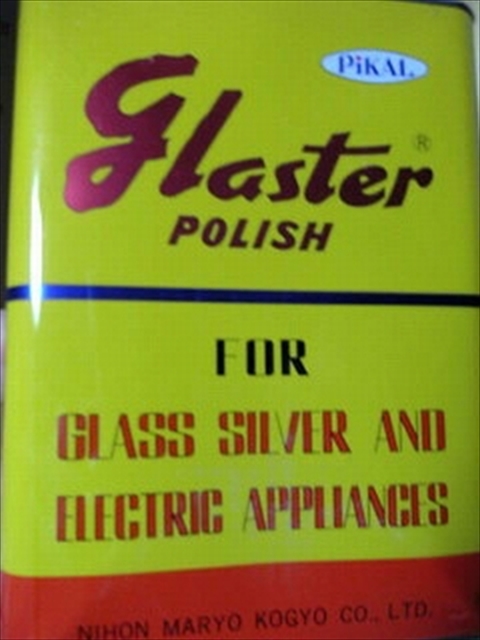 PiKAL
Glaster®
POLISH
FOR
GLASS SILVER AND
ELECTRIC APPLIANCES
NIHON MARYO KOGYO CO., LTD.